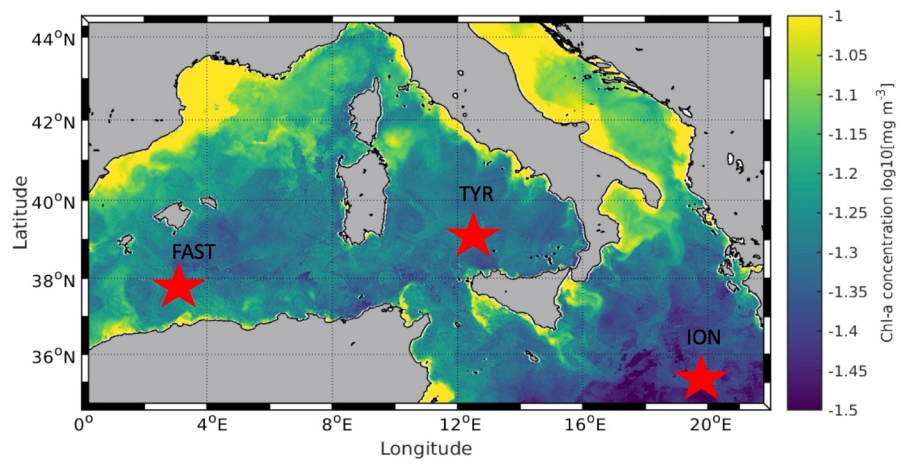 44°N
42°N
40°N
38°N
36°N
Latitude
0°
4°E
8°E
12°E
16°E
20°E
Longitude
TYR
FAST
ION
-1
-1.05
-1.1
-1.15
-1.2
-1.25
-1.3
-1.35
-1.4
-1.45
-1.5
Chl-a concentration log10[mg m⁻³]